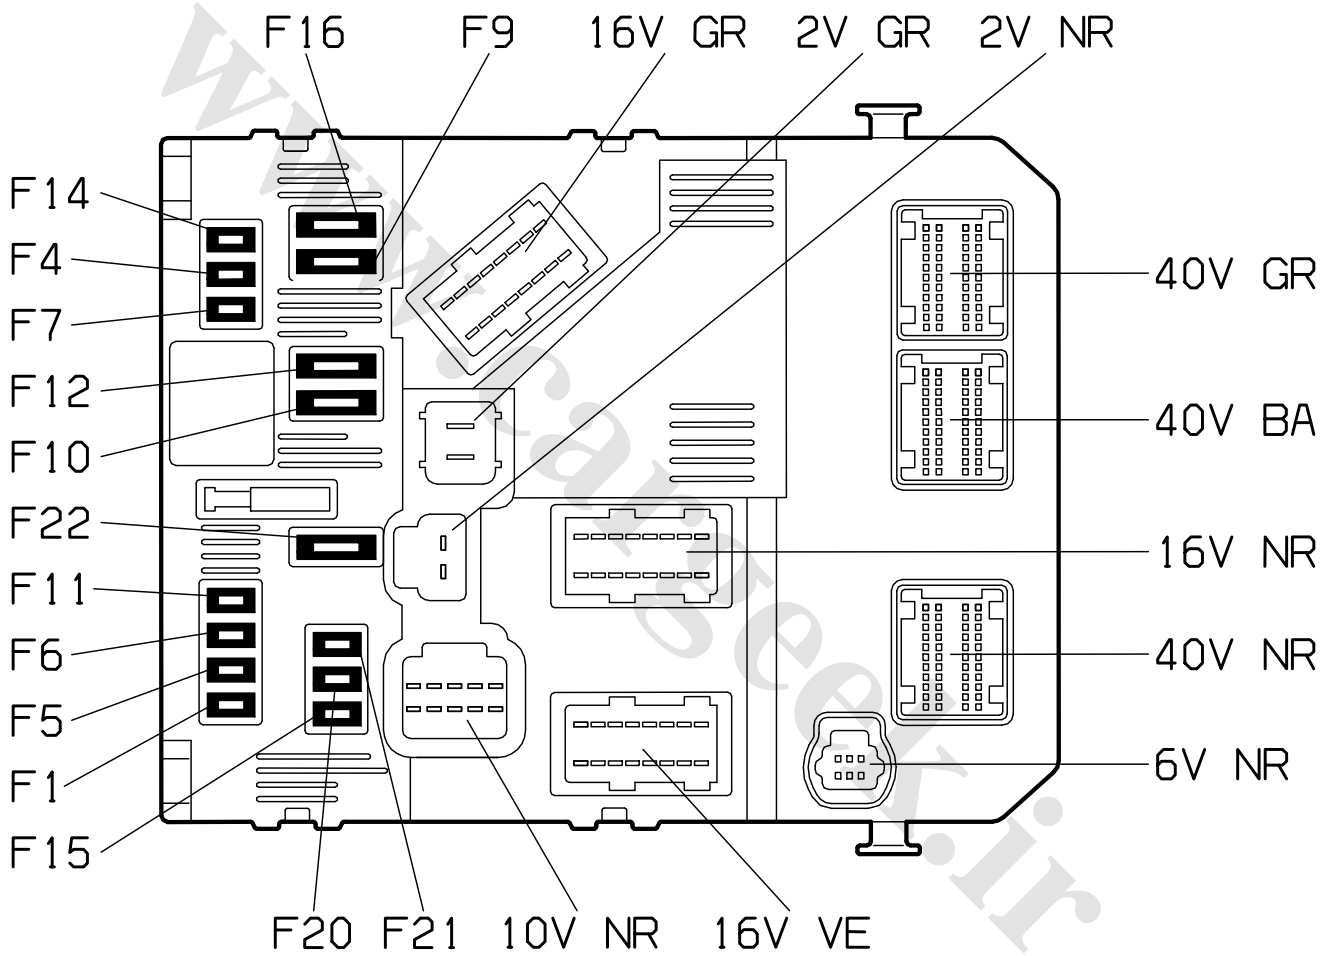 F16 F9 16V GR 2V GR 2V NR
F14
F4
F7
F12
F10
F22
F11
F6
F5
F1
F15
40V GR
40V BA
16V NR
40V NR
6V NR
F20 F21 10V NR 16V VE
www.cargeek.ir